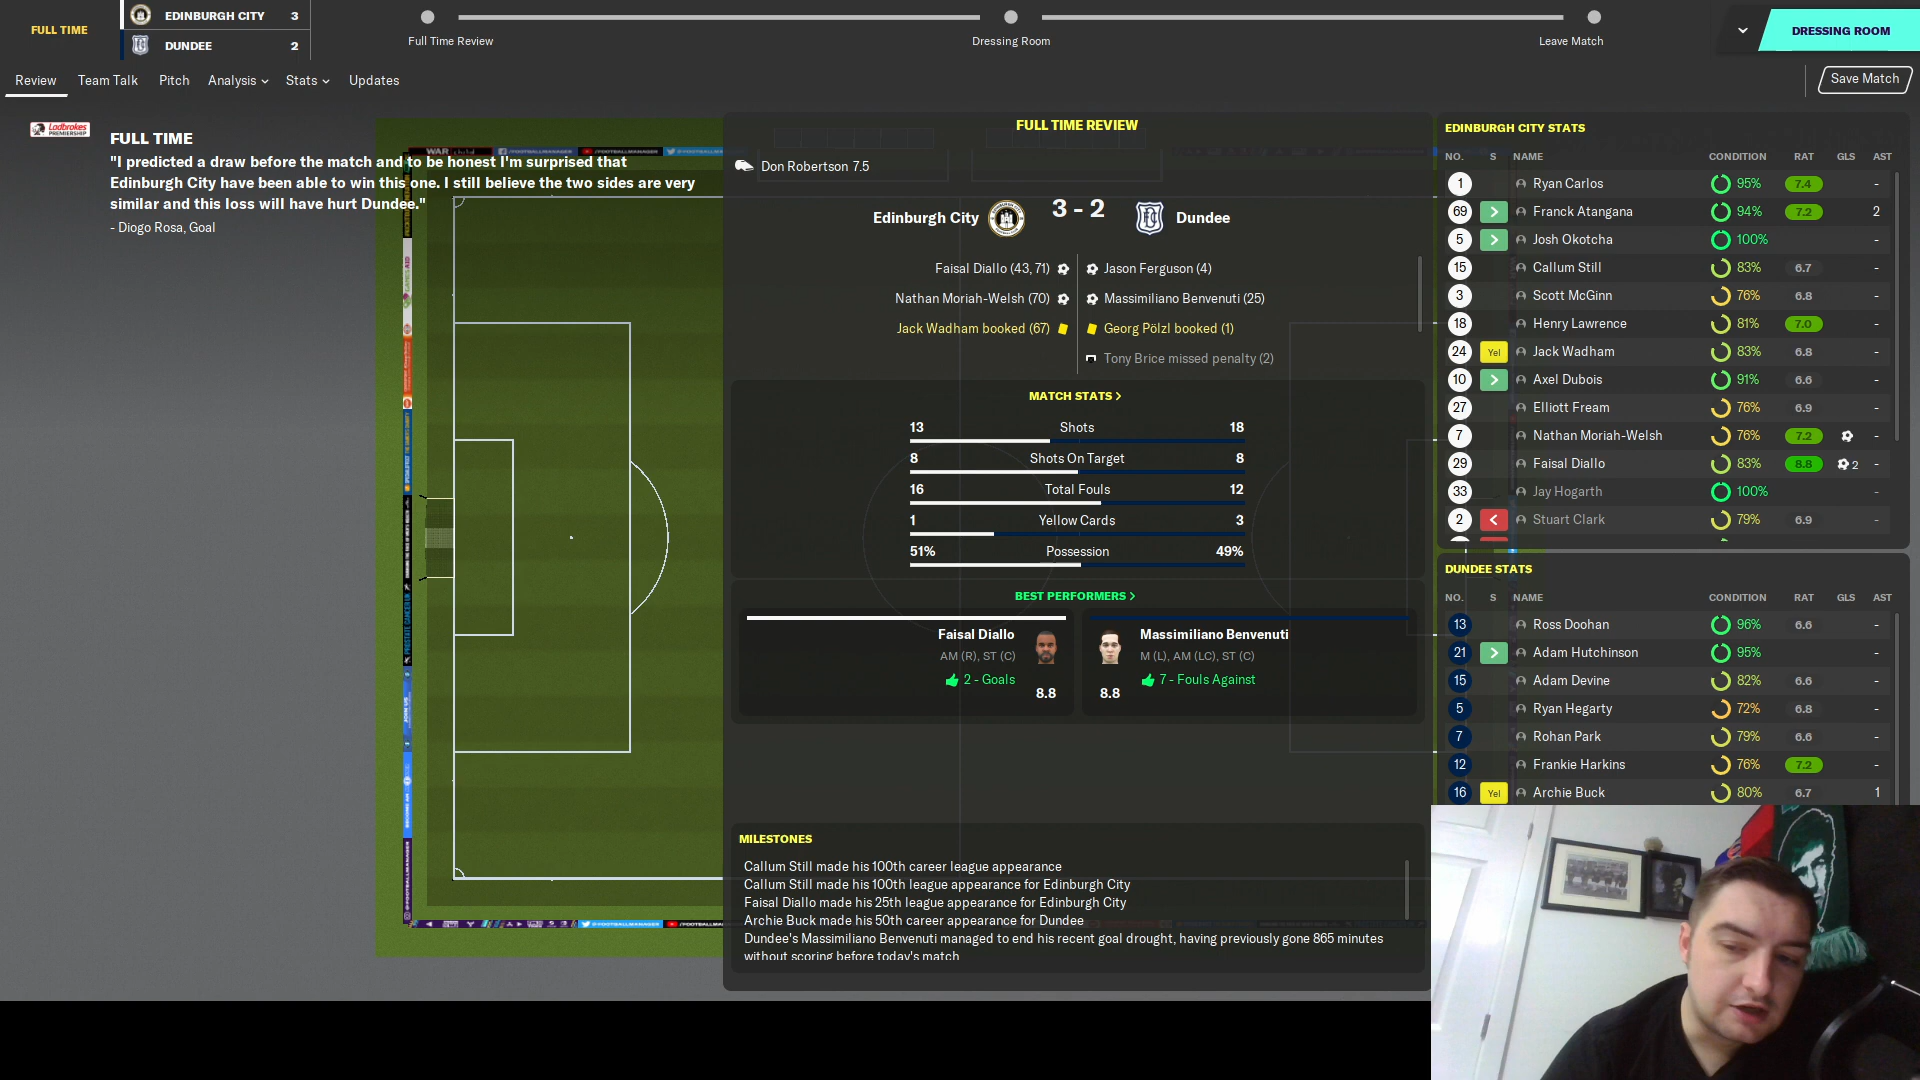 FULL TIME
EDINBURGH CITY 3
DUNDEE 2
Full Time Review
Dressing Room
Leave Match
DRESSING ROOM
Review
Team Talk
Pitch
Analysis
Stats
Updates
Save Match
Ladbrokes
PREMIERSHIP
FULL TIME
"I predicted a draw before the match and to be honest I'm surprised that
Edinburgh City have been able to win this one. I still believe the two sides are very
similar and this loss will have hurt Dundee."
- Diogo Rosa, Goal
FULL TIME REVIEW
Don Robertson 7.5
Edinburgh City 3 - 2 Dundee
Faisal Diallo (43, 71)
Jason Ferguson (4)
Nathan Moriah-Welsh (70)
Massimiliano Benvenuti (25)
Jack Wadham booked (67)
Georg Pölzl booked (1)
Tony Brice missed penalty (2)
MATCH STATS
13 Shots 18
8 Shots On Target 8
16 Total Fouls 12
1 Yellow Cards 3
51% Possession 49%
BEST PERFORMERS
Faisal Diallo
AM (R), ST (C)
2 - Goals
8.8
Massimiliano Benvenuti
M (L), AM (LC), ST (C)
7 - Fouls Against
8.8
MILESTONES
Callum Still made his 100th career league appearance
Callum Still made his 100th league appearance for Edinburgh City
Faisal Diallo made his 25th league appearance for Edinburgh City
Archie Buck made his 50th career appearance for Dundee
Dundee's Massimiliano Benvenuti managed to end his recent goal drought, having previously gone 865 minutes
without scoring before today's match
EDINBURGH CITY STATS
NO. S NAME CONDITION RAT GLS AST
1 Ryan Carlos 95% 7.4 -
69 Franck Atangana 94% 7.2 2
5 Josh Okotcha 100% -
15 Callum Still 83% 6.7 -
3 Scott McGinn 76% 6.8 -
18 Henry Lawrence 81% 7.0 -
24 Yel Jack Wadham 83% 6.8 -
10 Axel Dubois 91% 6.6 -
27 Elliott Fream 76% 6.9 -
7 Nathan Moriah-Welsh 76% 7.2 -
29 Faisal Diallo 83% 8.8 2 -
33 Jay Hogarth 100% -
2 Stuart Clark 79% 6.9 -
DUNDEE STATS
NO. S NAME CONDITION RAT GLS AST
13 Ross Doohan 96% 6.6 -
21 Adam Hutchinson 95% -
15 Adam Devine 82% 6.6 -
5 Ryan Hegarty 72% 6.8 -
7 Rohan Park 79% 6.6 -
12 Frankie Harkins 76% 7.2 -
16 Yel Archie Buck 80% 6.7 1